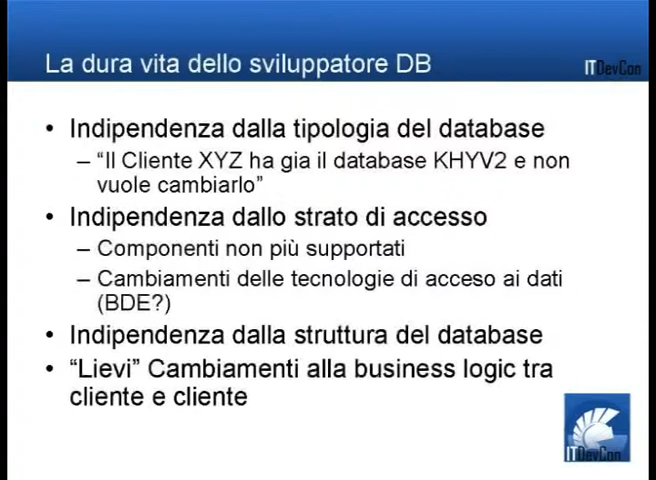 La dura vita dello sviluppatore DB
ITDevCon
• Indipendenza dalla tipologia del database
– “Il Cliente XYZ ha gia il database KHYV2 e non
vuole cambiarlo”
• Indipendenza dallo strato di accesso
– Componenti non più supportati
– Cambiamenti delle tecnologie di acceso ai dati
(BDE?)
• Indipendenza dalla struttura del database
• “Lievi” Cambiamenti alla business logic tra
cliente e cliente
ITDevCon